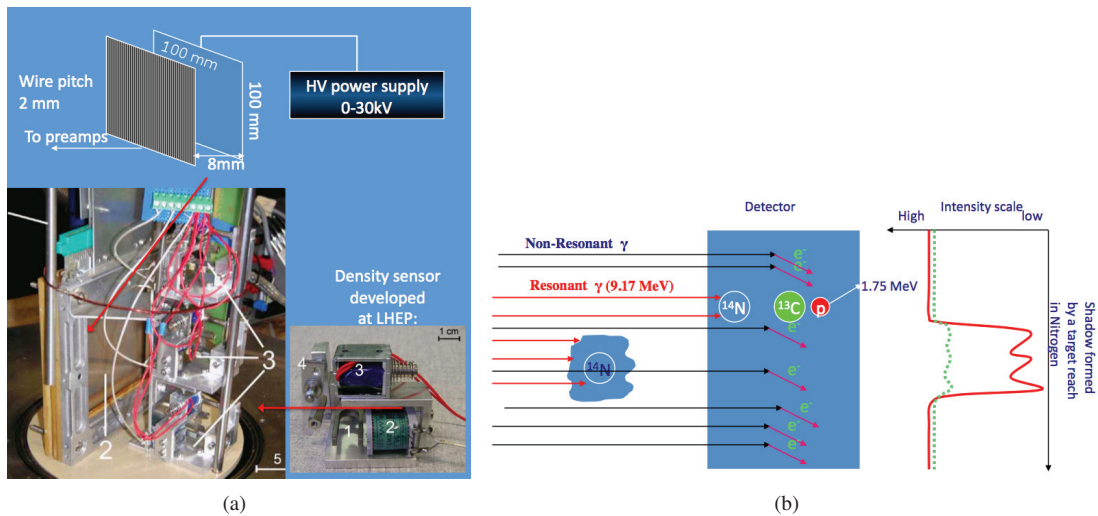 100 mm
100 mm
Wire pitch
2 mm
HV power supply
0-30kV
To preamps
8mm
Density sensor
developed
at LHEP:
1 cm
4
3
3
2
1
2
5
(a)
Detector
High
Intensity scale
low
Non-Resonant γ
e-
e-
Resonant γ (9.17 MeV)
14N
13C
p
1.75 MeV
e-
14N
e-
e-
e-
e-
Shadow formed
by a target reach
in Nitrogen
(b)